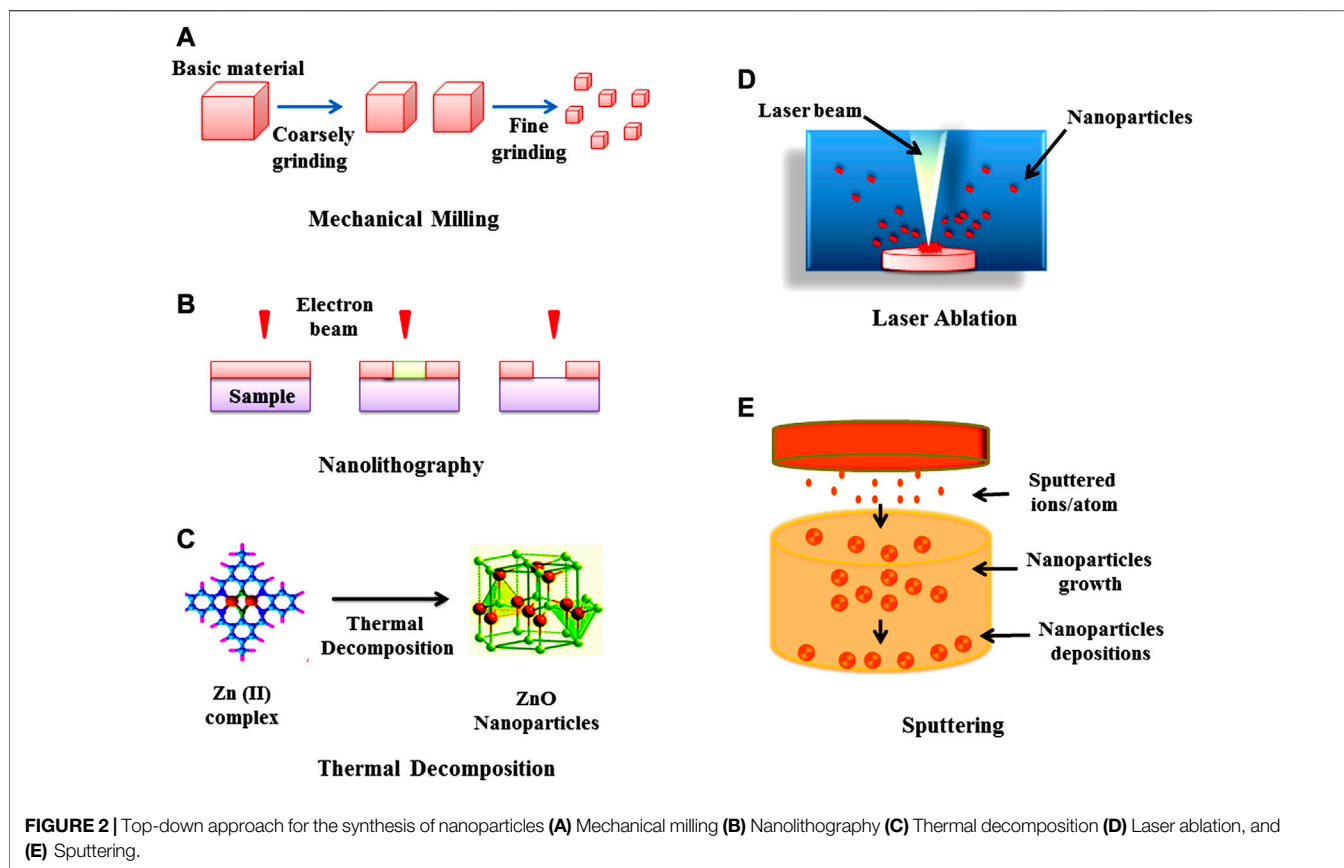 A
Basic material
Coarsely
grinding
Fine
grinding
Mechanical Milling
B
Electron
beam
Sample
Nanolithography
C
Thermal
Decomposition
Zn (II)
complex
ZnO
Nanoparticles
Thermal Decomposition
D
Laser beam
Nanoparticles
Laser Ablation
E
Sputtered
ions/atom
Nanoparticles
growth
Nanoparticles
depositions
Sputtering
FIGURE 2 | Top-down approach for the synthesis of nanoparticles (A) Mechanical milling (B) Nanolithography (C) Thermal decomposition (D) Laser ablation, and
(E) Sputtering.